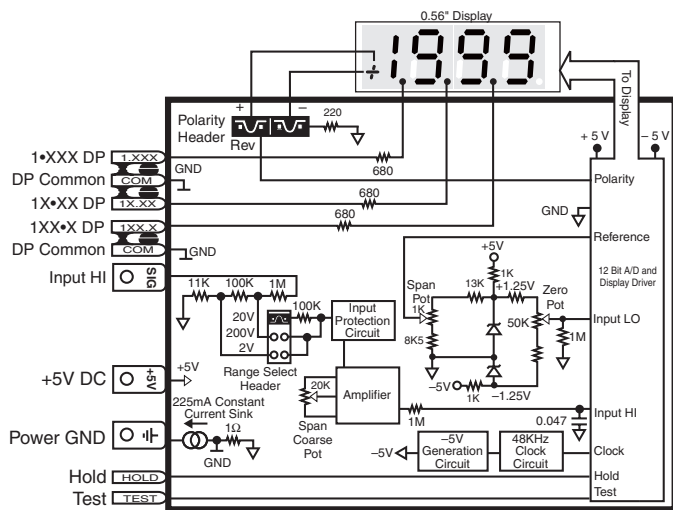 0.56" Display
1.9.9.9.
To Display
+ –
Polarity
Header
Rev
220
+ 5 V
– 5 V
1•XXX DP
1.XXX
GND
680
DP Common
COM
Polarity
1X•XX DP
1X.XX
680
1XX•X DP
1XX.X
680
GND
DP Common
COM
GND
Reference
Input HI
SIG
11K
100K
1M
+5V
1K
Span
Pot
1K
13K
+1.25V
Zero
Pot
12 Bit A/D and
Display Driver
20V
200V
2V
100K
Input
Protection
Circuit
50K
Input LO
8K5
1M
Range Select
Header
+5V DC
+5V
+5V
–5V
1K
–1.25V
20K
Amplifier
225mA Constant
Current Sink
Span
Coarse
Pot
1M
0.047
Input HI
Power GND
1Ω
GND
–5V
–5V
Generation
Circuit
48KHz
Clock
Circuit
Clock
Hold
HOLD
Hold
Test
TEST
Test